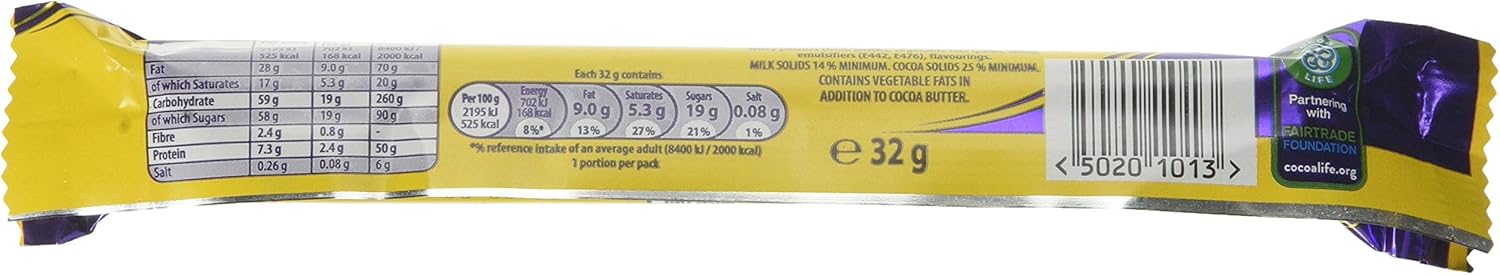 2195 kJ 702 kJ 8400 kJ /
525 kcal 168 kcal 2000 kcal
Fat 28 g 9.0 g 70 g
of which Saturates 17 g 5.3 g 20 g
Carbohydrate 59 g 19 g 260 g
of which Sugars 58 g 19 g 90 g
Fibre 2.4 g 0.8 g -
Protein 7.3 g 2.4 g 50 g
Salt 0.26 g 0.08 g 6 g
Each 32 g contains
Per 100 g
2195 kJ
525 kcal
Energy
702 kJ
168 kcal
8%*
Fat
9.0 g
13%
Saturates
5.3 g
27%
Sugars
19 g
21%
Salt
0.08 g
1%
*% reference intake of an average adult (8400 kJ / 2000 kcal)
1 portion per pack
emulsifiers (E442, E476), flavourings.
MILK SOLIDS 14 % MINIMUM. COCOA SOLIDS 25 % MINIMUM.
CONTAINS VEGETABLE FATS IN
ADDITION TO COCOA BUTTER.
e 32 g
< 5020 1013 >
LIFE
Partnering
with
FAIRTRADE
FOUNDATION
cocoalife.org